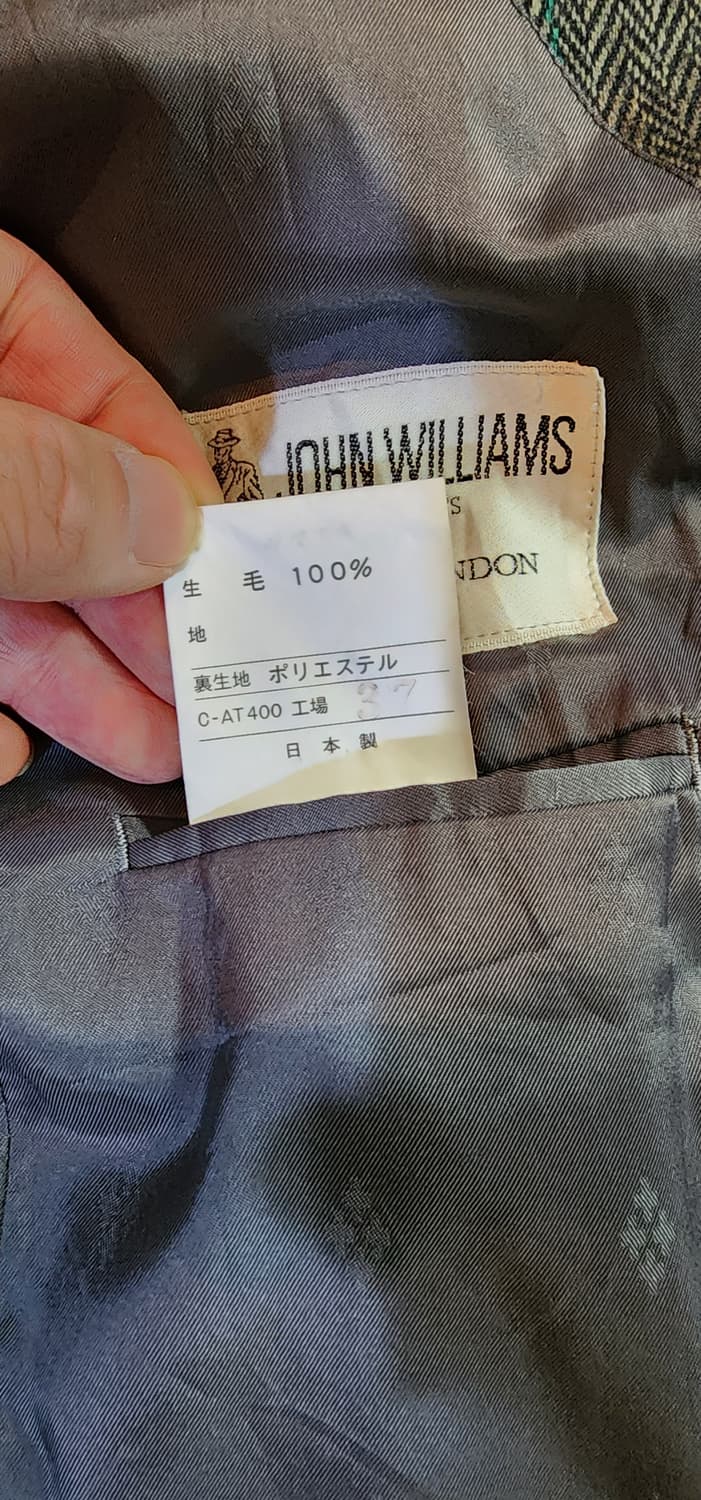 JOHN WILLIAMS
'S
NDON
生 毛 100%
地
裏生地 ポリエステル
C-AT400 工場 37
日本製